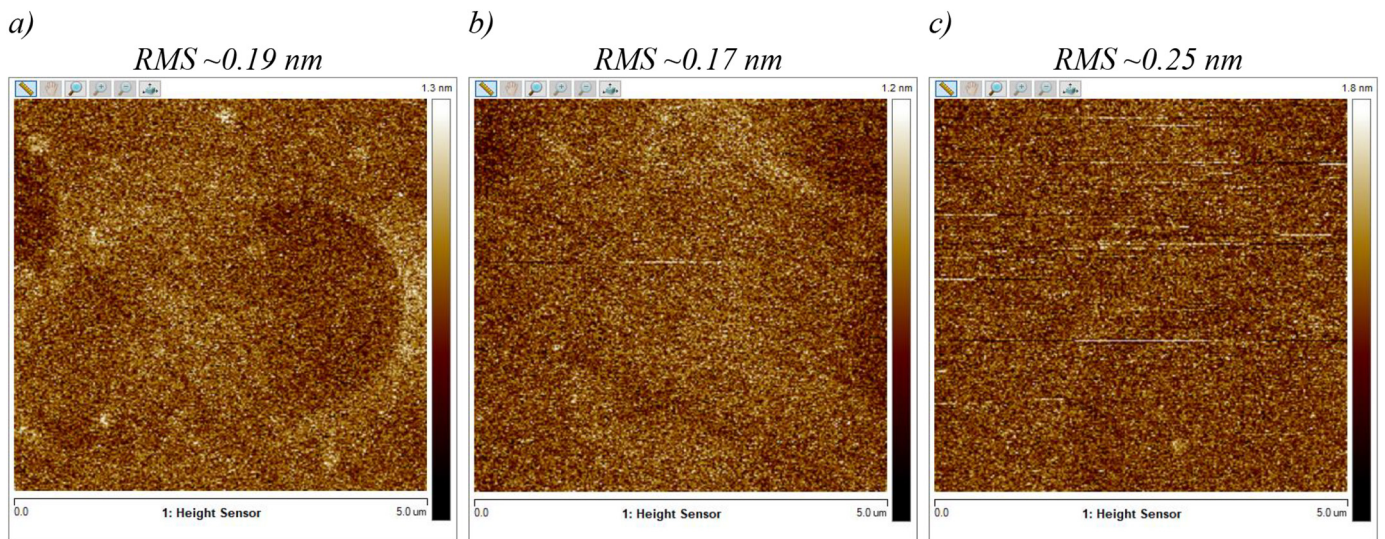 a)
RMS ~0.19 nm
1.3 nm
0.0
1: Height Sensor
5.0 um
b)
RMS ~0.17 nm
1.2 nm
0.0
1: Height Sensor
5.0 um
c)
RMS ~0.25 nm
1.8 nm
0.0
1: Height Sensor
5.0 um